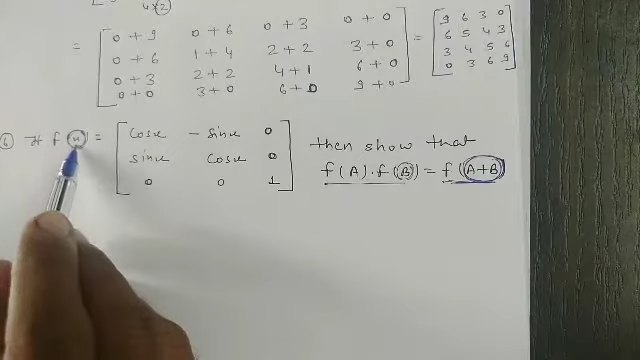 4×2
= [ 0+9 0+6 0+3 0+0 ] = [ 9 6 3 0 ]
[ 0+6 1+4 2+2 3+0 ] [ 6 5 4 3 ]
[ 0+3 2+2 4+1 6+0 ] [ 3 4 5 6 ]
[ 0+0 3+0 6+0 9+0 ] [ 0 3 6 9 ]
6 If f(x) = [ cosx -sinx 0 ] then show that
[ sinx cosx 0 ] f(A).f(B) = f(A+B)
[ 0 0 1 ]